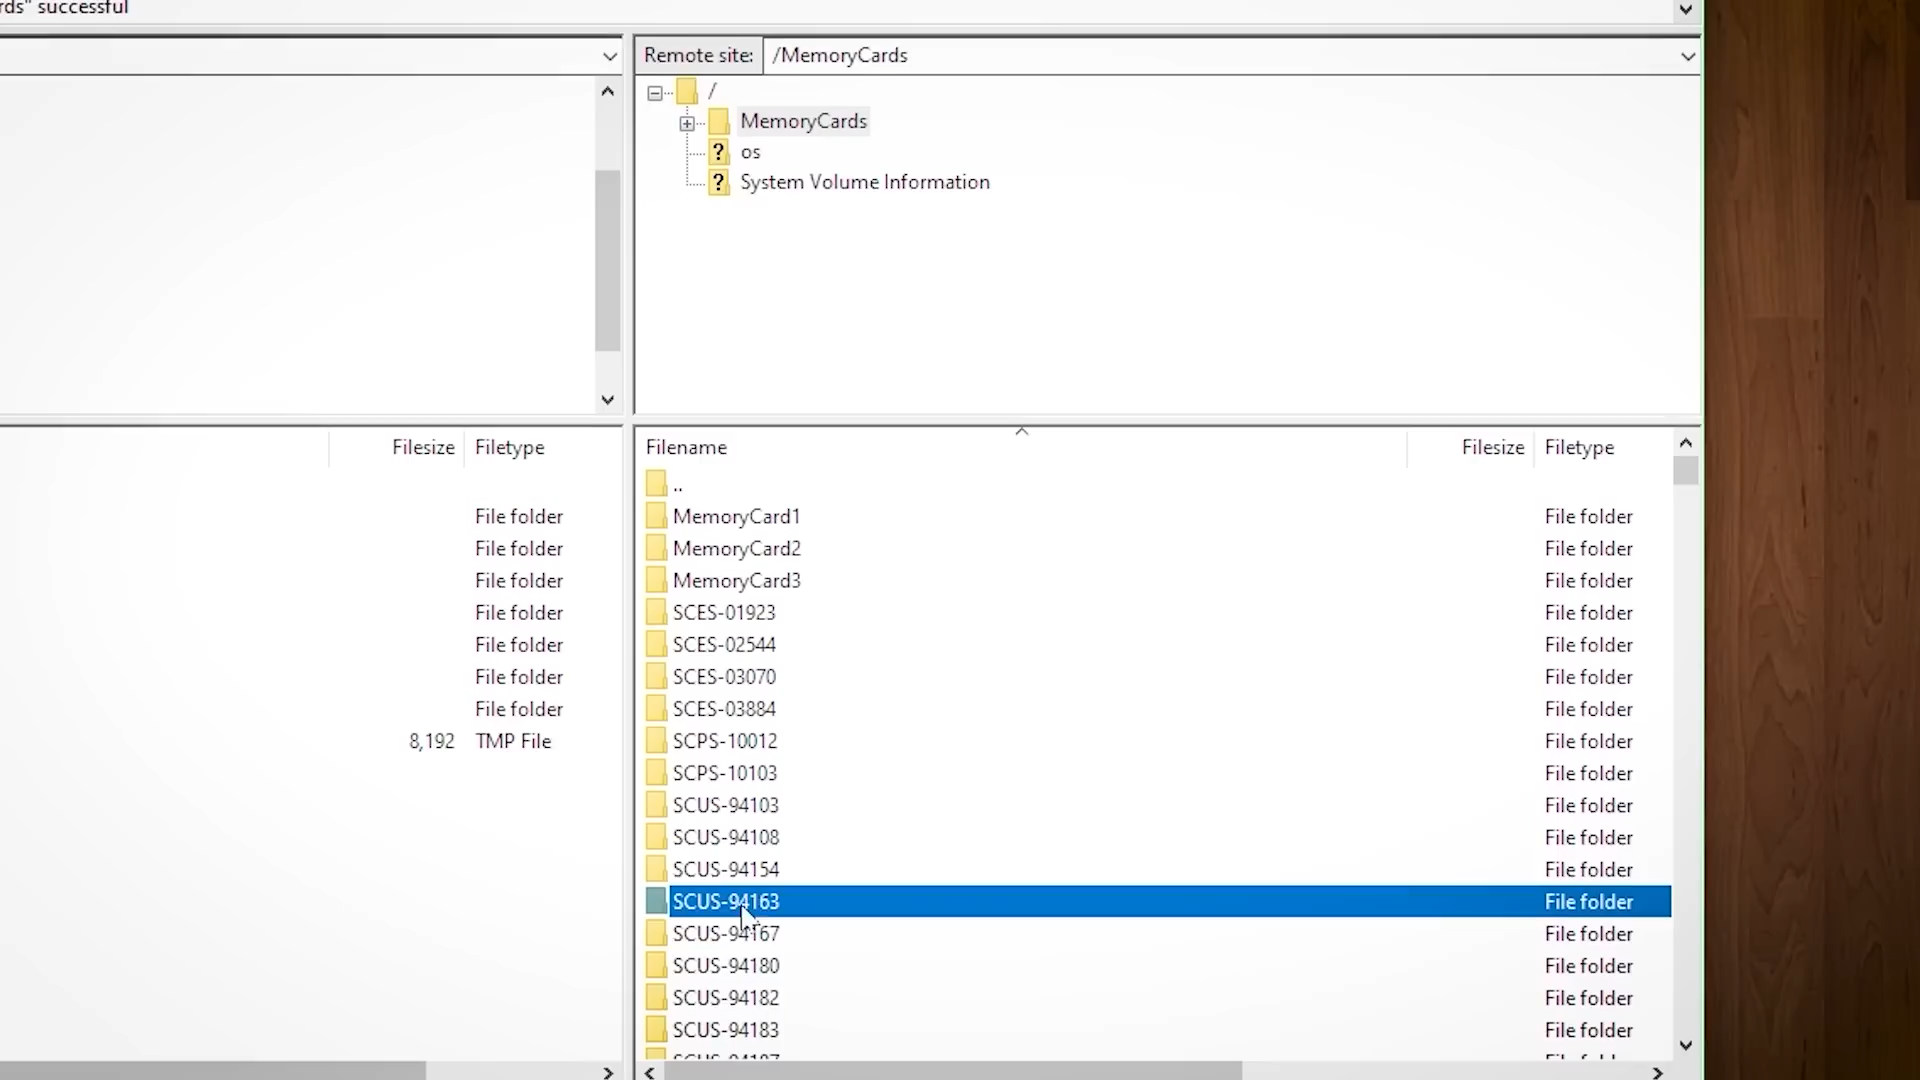 rds" successful
Remote site: /MemoryCards
/
MemoryCards
os
System Volume Information
Filesize Filetype
File folder
File folder
File folder
File folder
File folder
File folder
File folder
8,192 TMP File
Filename Filesize Filetype
..
MemoryCard1 File folder
MemoryCard2 File folder
MemoryCard3 File folder
SCES-01923 File folder
SCES-02544 File folder
SCES-03070 File folder
SCES-03884 File folder
SCPS-10012 File folder
SCPS-10103 File folder
SCUS-94103 File folder
SCUS-94108 File folder
SCUS-94154 File folder
SCUS-94163 File folder
SCUS-94167 File folder
SCUS-94180 File folder
SCUS-94182 File folder
SCUS-94183 File folder